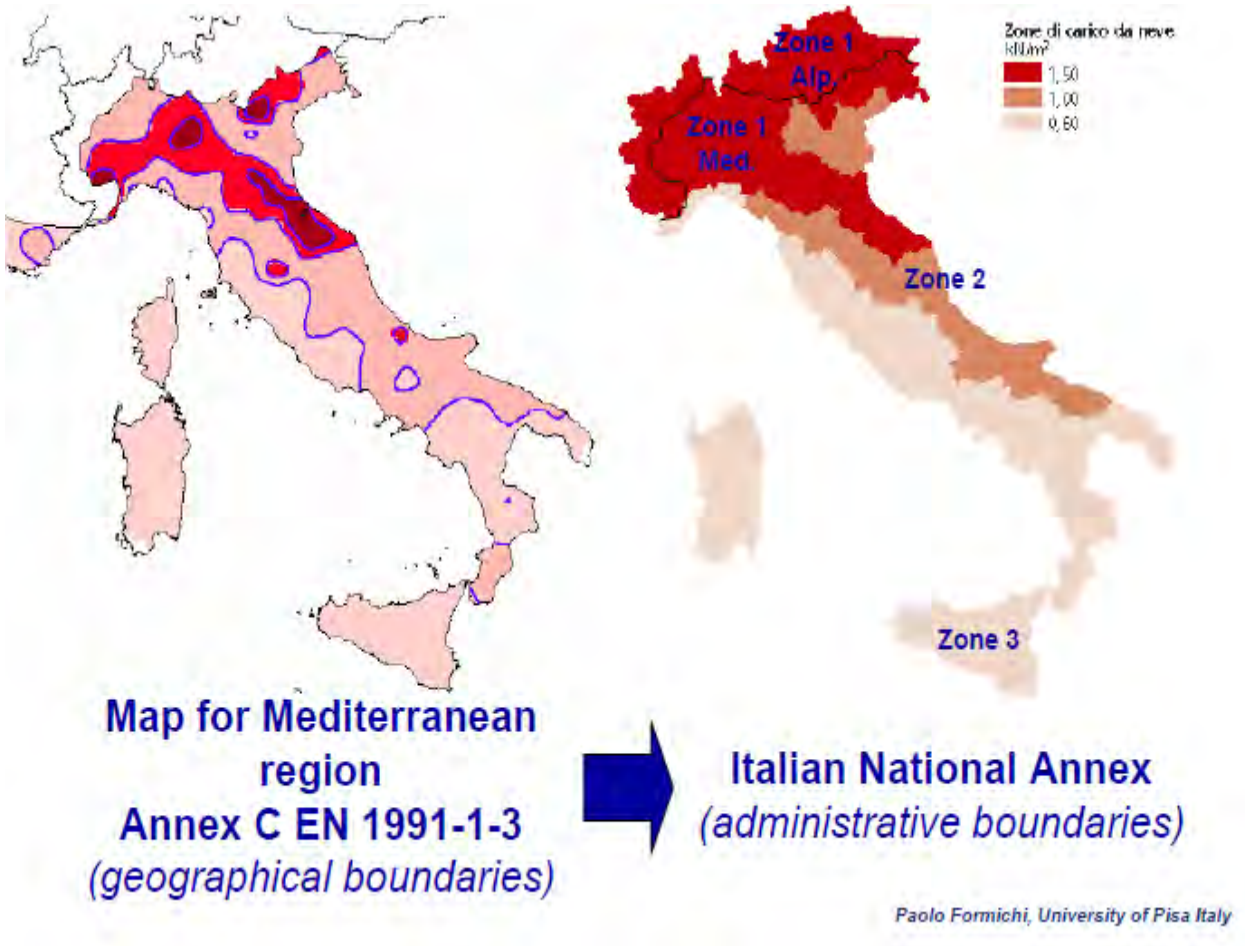 Zone di carico da neve
kN/m²
1,50
1,00
0,60
Zone 1
Alp.
Zone 1
Med.
Zone 2
Zone 3
Map for Mediterranean
region
Annex C EN 1991-1-3
(geographical boundaries)
Italian National Annex
(administrative boundaries)
Paolo Formichi, University of Pisa Italy